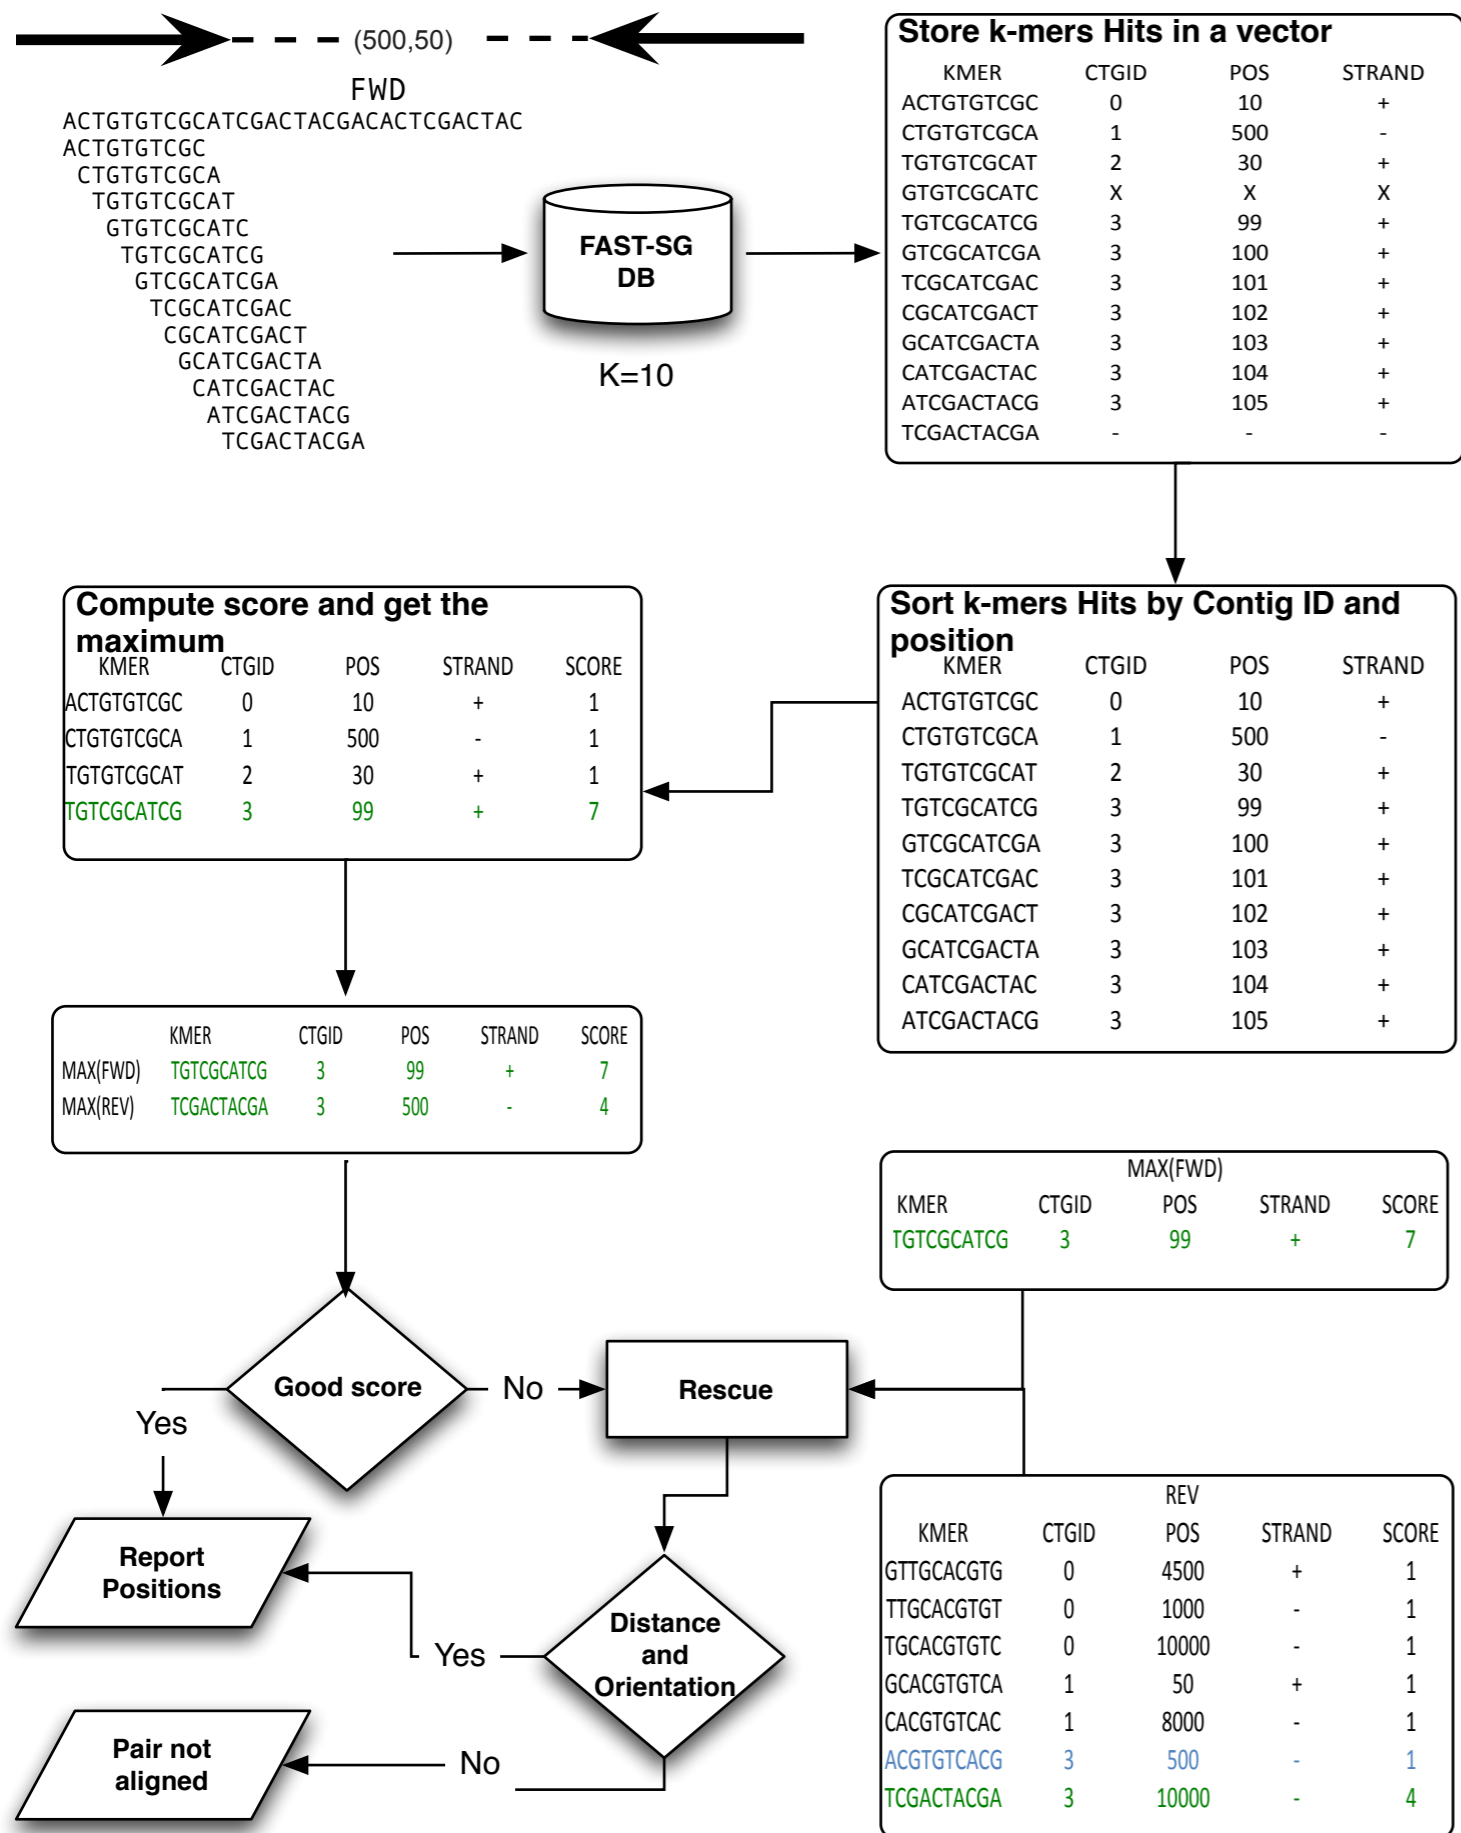 (500,50)
FWD
ACTGTGTCGCATCGACTACGACACTCGACTAC
ACTGTGTCGC
CTGTGTCGCA
TGTGTCGCAT
GTGTCGCATC
TGTCGCATCG
GTCGCATCGA
TCGCATCGAC
CGCATCGACT
GCATCGACTA
CATCGACTAC
ATCGACTACG
TCGACTACGA
FAST-SG
DB
K=10
Store k-mers Hits in a vector
KMER CTGID POS STRAND
ACTGTGTCGC 0 10 +
CTGTGTCGCA 1 500 -
TGTGTCGCAT 2 30 +
GTGTCGCATC X X X
TGTCGCATCG 3 99 +
GTCGCATCGA 3 100 +
TCGCATCGAC 3 101 +
CGCATCGACT 3 102 +
GCATCGACTA 3 103 +
CATCGACTAC 3 104 +
ATCGACTACG 3 105 +
TCGACTACGA - - -
Sort k-mers Hits by Contig ID and
position
KMER CTGID POS STRAND
ACTGTGTCGC 0 10 +
CTGTGTCGCA 1 500 -
TGTGTCGCAT 2 30 +
TGTCGCATCG 3 99 +
GTCGCATCGA 3 100 +
TCGCATCGAC 3 101 +
CGCATCGACT 3 102 +
GCATCGACTA 3 103 +
CATCGACTAC 3 104 +
ATCGACTACG 3 105 +
Compute score and get the
maximum
KMER CTGID POS STRAND SCORE
ACTGTGTCGC 0 10 + 1
CTGTGTCGCA 1 500 - 1
TGTGTCGCAT 2 30 + 1
TGTCGCATCG 3 99 + 7
KMER CTGID POS STRAND SCORE
MAX(FWD) TGTCGCATCG 3 99 + 7
MAX(REV) TCGACTACGA 3 500 - 4
Good score
Yes
No
Rescue
MAX(FWD)
KMER CTGID POS STRAND SCORE
TGTCGCATCG 3 99 + 7
REV
KMER CTGID POS STRAND SCORE
GTTGCACGTG 0 4500 + 1
TTGCACGTGT 0 1000 - 1
TGCACGTGTC 0 10000 - 1
GCACGTGTCA 1 50 + 1
CACGTGTCAC 1 8000 - 1
ACGTGTCACG 3 500 - 1
TCGACTACGA 3 10000 - 4
Distance
and
Orientation
Yes
No
Report
Positions
Pair not
aligned